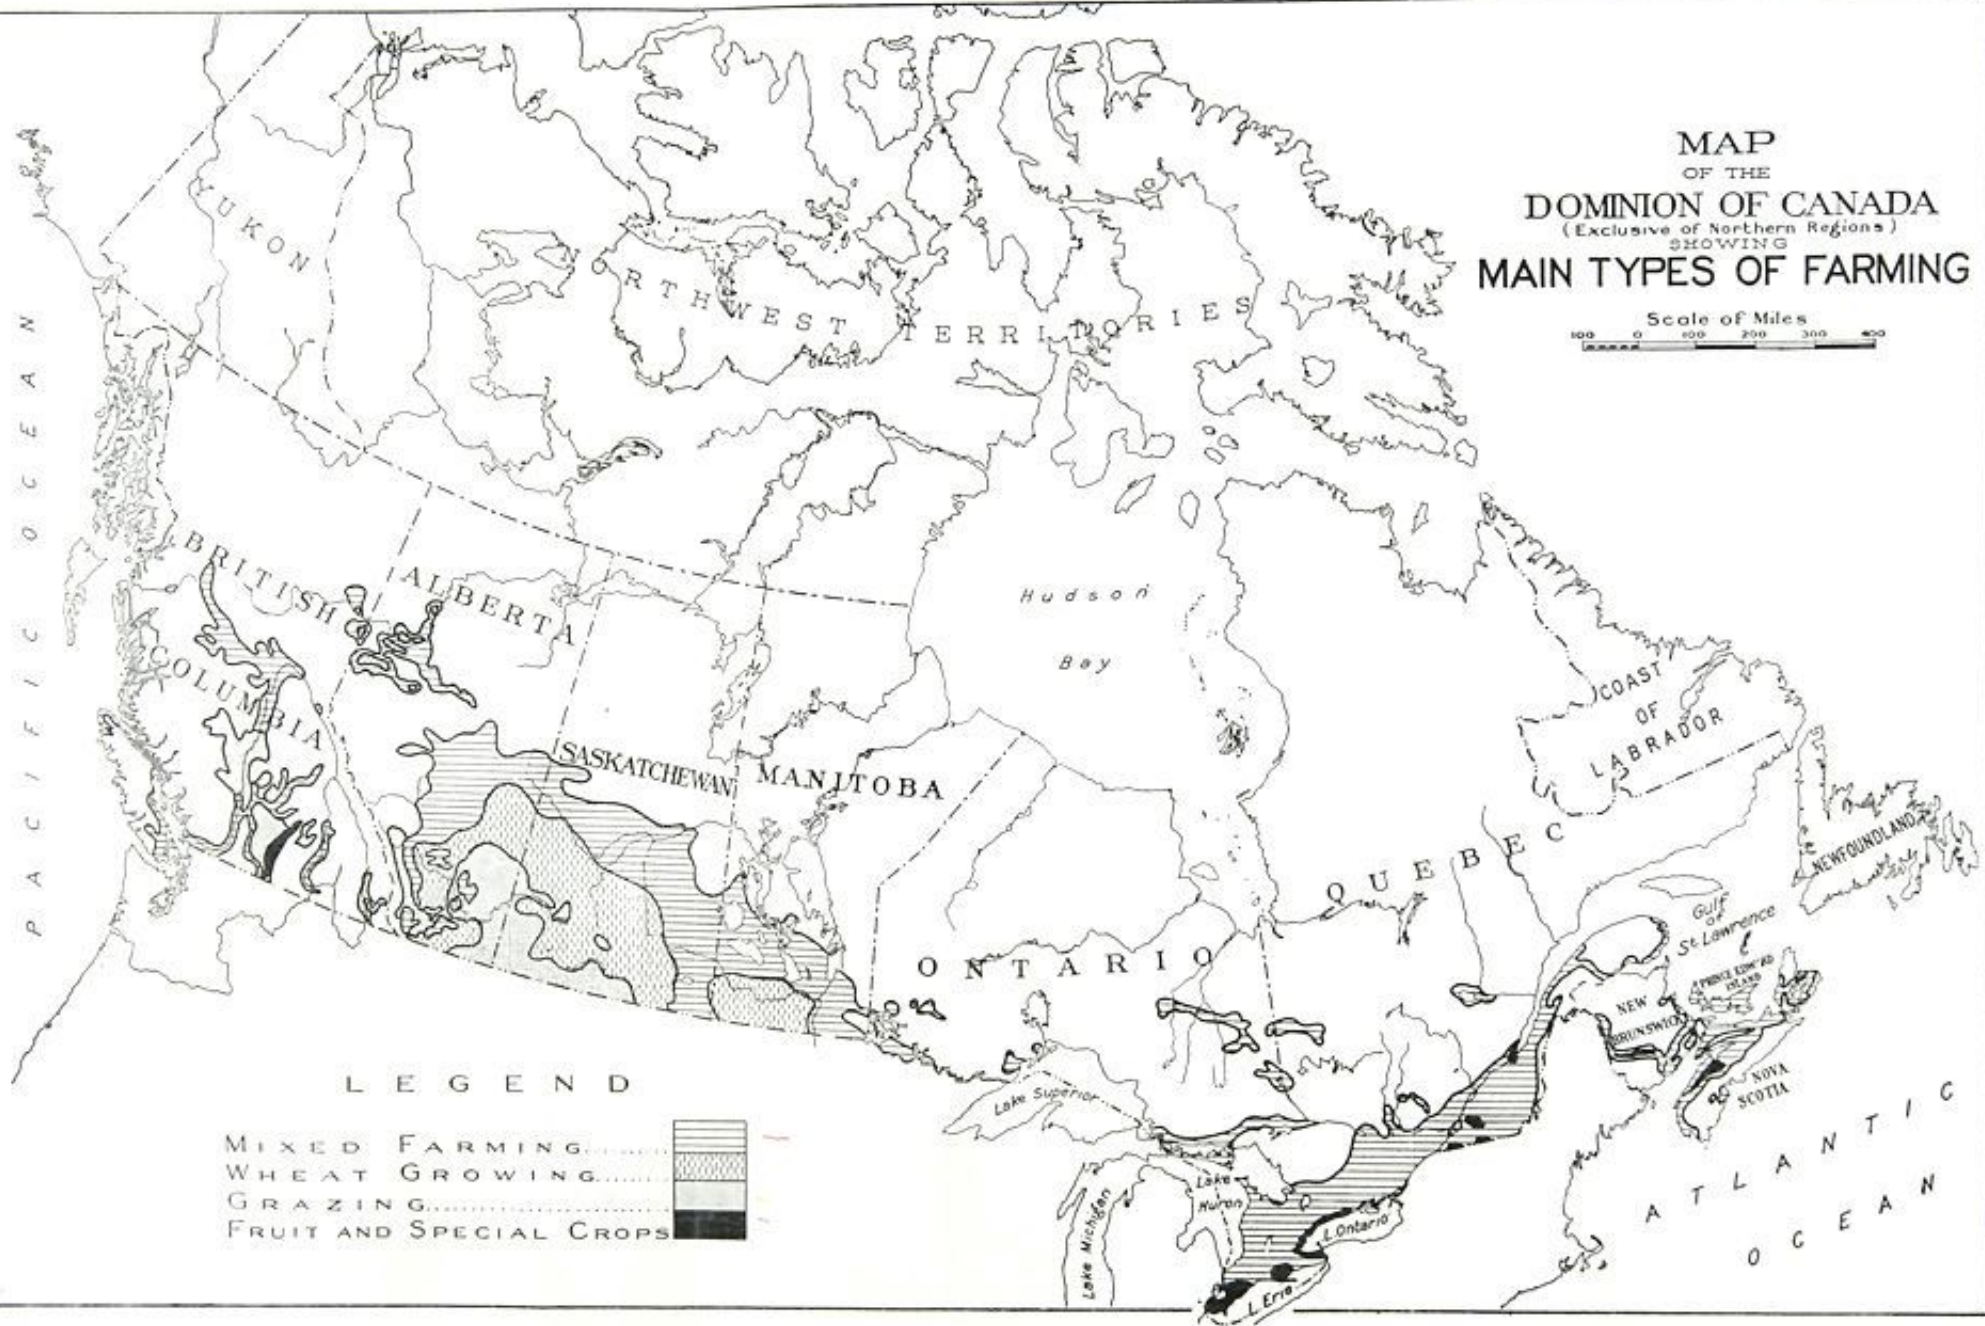 MAP
OF THE
DOMINION OF CANADA
(Exclusive of Northern Regions)
SHOWING
MAIN TYPES OF FARMING
Scale of Miles
100 0 100 200 300 400
YUKON
ORTHWEST TERRITORIES
PACIFIC OCEAN
BRITISH
COLUMBIA
ALBERTA
SASKATCHEWAN
MANITOBA
Hudson
Bay
ONTARIO
QUEBEC
COAST
OF
LABRADOR
NEWFOUNDLAND
Gulf
of
St Lawrence
PRINCE EDW'RD
ISLAND
NEW
BRUNSWICK
NOVA
SCOTIA
Lake Superior
Lake Michigan
Lake
Huron
L. Ontario
L. Erie
ATLANTIC
OCEAN
LEGEND
MIXED FARMING........
WHEAT GROWING......
GRAZING....................
FRUIT AND SPECIAL CROPS